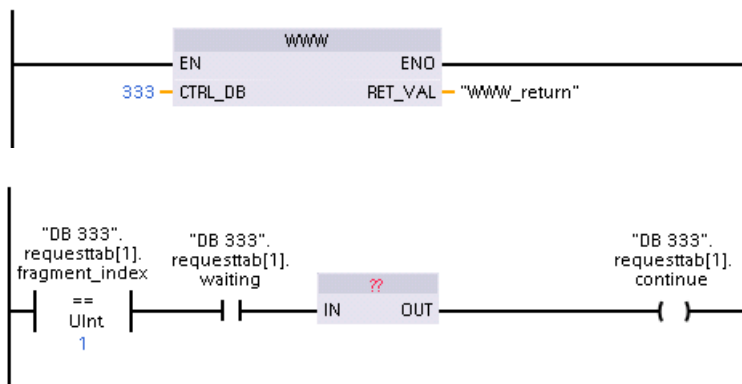 WWW
EN ENO
333 CTRL_DB RET_VAL "WWW_return"
"DB 333". "DB 333". "DB 333".
requesttab[1]. requesttab[1]. requesttab[1].
fragment_index waiting continue
??
==
IN OUT
UInt
1